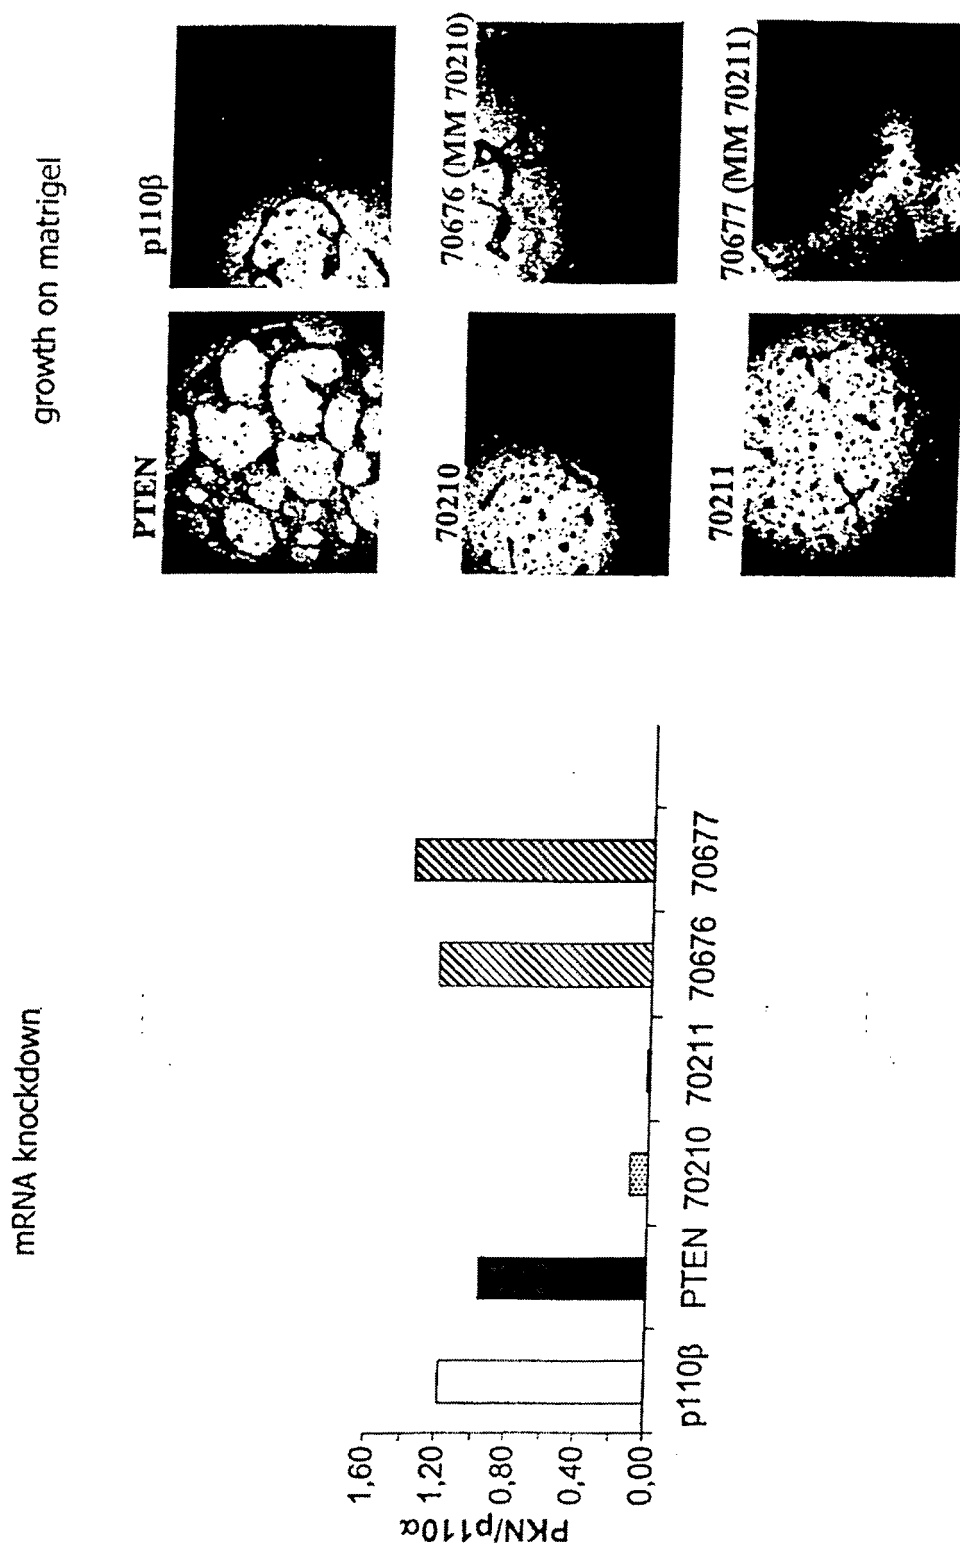 mRNA knockdown
PKN/p110α
1,60
1,20
0,80
0,40
0,00
p110β PTEN 70210 70211 70676 70677
growth on matrigel
PTEN
p110β
70210
70676 (MM 70210)
70211
70677 (MM 70211)